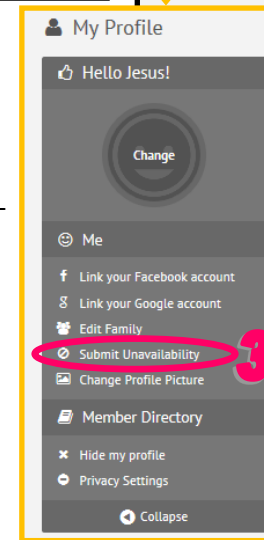 My Profile
Hello Jesus!
Change
Me
Link your Facebook account
Link your Google account
Edit Family
Submit Unavailability
3
Change Profile Picture
Member Directory
Hide my profile
Privacy Settings
Collapse